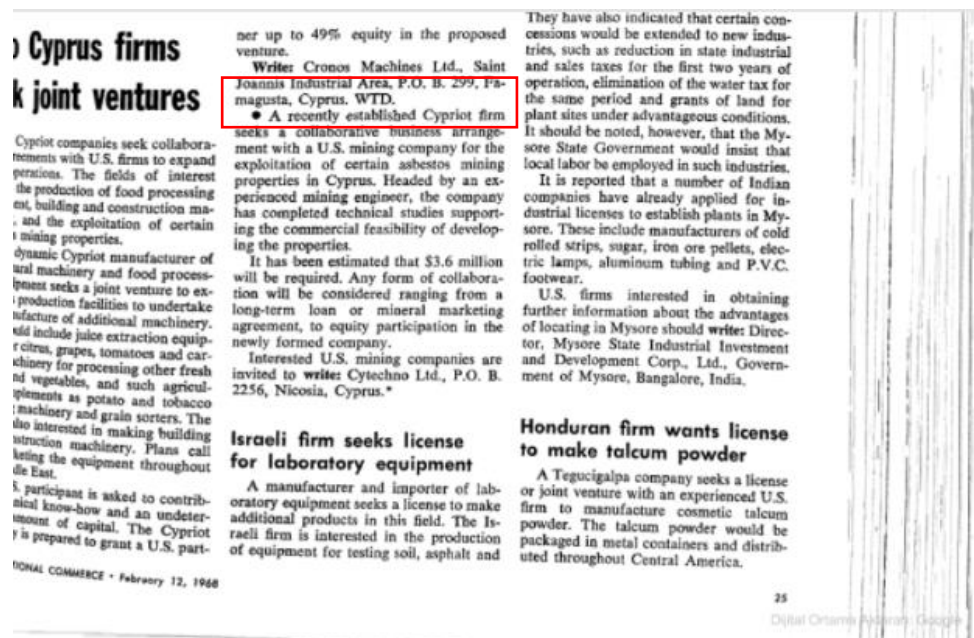 Cyprus firms
joint ventures
Cypriot companies seek collabora-
with U.S. firms to expand
The fields of interest
the production of food processing
building and construction ma-
and the exploitation of certain
mining properties.
dynamic Cypriot manufacturer of
machinery and food process-
seeks a joint venture to ex-
production facilities to undertake
of additional machinery.
include juice extraction equip-
citrus, grapes, tomatoes and car-
for processing other fresh
vegetables, and such agricul-
as potato and tobacco
machinery and grain sorters. The
interested in making building
machinery. Plans call
the equipment throughout
East.
participant is asked to contrib-
know-how and an undeter-
of capital. The Cypriot
is prepared to grant a U.S. part-
COMMERCE • February 12, 1968
ner up to 49% equity in the proposed
venture.
Write: Cronos Machines Ltd., Saint
Joannis Industrial Area, P.O. B. 299, Fa-
magusta, Cyprus. WTD.
• A recently established Cypriot firm
seeks a collaborative business arrange-
ment with a U.S. mining company for the
exploitation of certain asbestos mining
properties in Cyprus. Headed by an ex-
perienced mining engineer, the company
has completed technical studies support-
ing the commercial feasibility of develop-
ing the properties.
It has been estimated that $3.6 million
will be required. Any form of collabora-
tion will be considered ranging from a
long-term loan or mineral marketing
agreement, to equity participation in the
newly formed company.
Interested U.S. mining companies are
invited to write: Cytechno Ltd., P.O. B.
2256, Nicosia, Cyprus.*
Israeli firm seeks license
for laboratory equipment
A manufacturer and importer of lab-
oratory equipment seeks a license to make
additional products in this field. The Is-
raeli firm is interested in the production
of equipment for testing soil, asphalt and
They have also indicated that certain con-
cessions would be extended to new indus-
tries, such as reduction in state industrial
and sales taxes for the first two years of
operation, elimination of the water tax for
the same period and grants of land for
plant sites under advantageous conditions.
It should be noted, however, that the My-
sore State Government would insist that
local labor be employed in such industries.
It is reported that a number of Indian
companies have already applied for in-
dustrial licenses to establish plants in My-
sore. These include manufacturers of cold
rolled strips, sugar, iron ore pellets, elec-
tric lamps, aluminum tubing and P.V.C.
footwear.
U.S. firms interested in obtaining
further information about the advantages
of locating in Mysore should write: Direc-
tor, Mysore State Industrial Investment
and Development Corp., Ltd., Govern-
ment of Mysore, Bangalore, India.
Honduran firm wants license
to make talcum powder
A Tegucigalpa company seeks a license
or joint venture with an experienced U.S.
firm to manufacture cosmetic talcum
powder. The talcum powder would be
packaged in metal containers and distrib-
uted throughout Central America.
25
Dijital Ortama Aktaran: Google